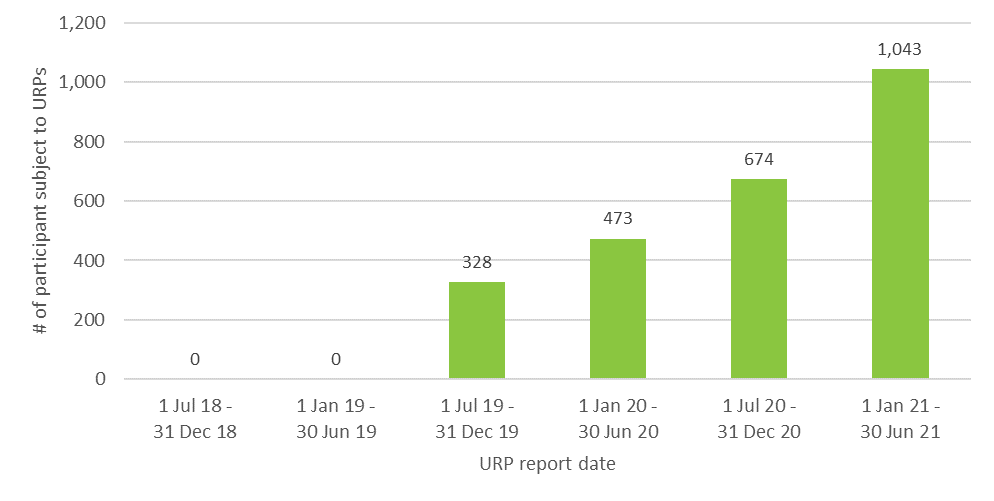 # of participant subject to URPs
1,200
1,000
800
600
400
200
0
0
0
328
473
674
1,043
1 Jul 18 -
31 Dec 18
1 Jan 19 -
30 Jun 19
1 Jul 19 -
31 Dec 19
1 Jan 20 -
30 Jun 20
1 Jul 20 -
31 Dec 20
1 Jan 21 -
30 Jun 21
URP report date